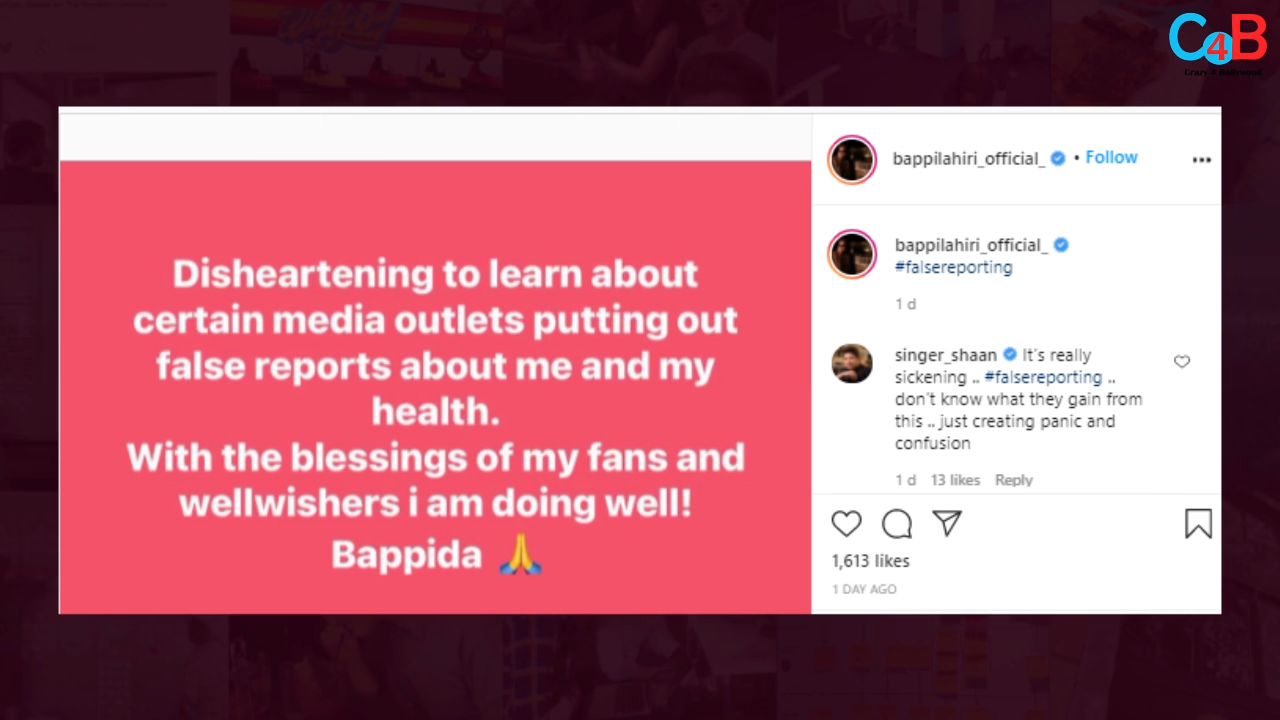 C4B
Crazy 4 Bollywood
bappilahiri_official_ • Follow
Disheartening to learn about
certain media outlets putting out
false reports about me and my
health.
With the blessings of my fans and
wellwishers i am doing well!
Bappida 🙏
bappilahiri_official_
#falsereporting
1 d
singer_shaan It's really
sickening .. #falsereporting ..
don't know what they gain from
this .. just creating panic and
confusion
1 d 13 likes Reply
1,613 likes
1 DAY AGO